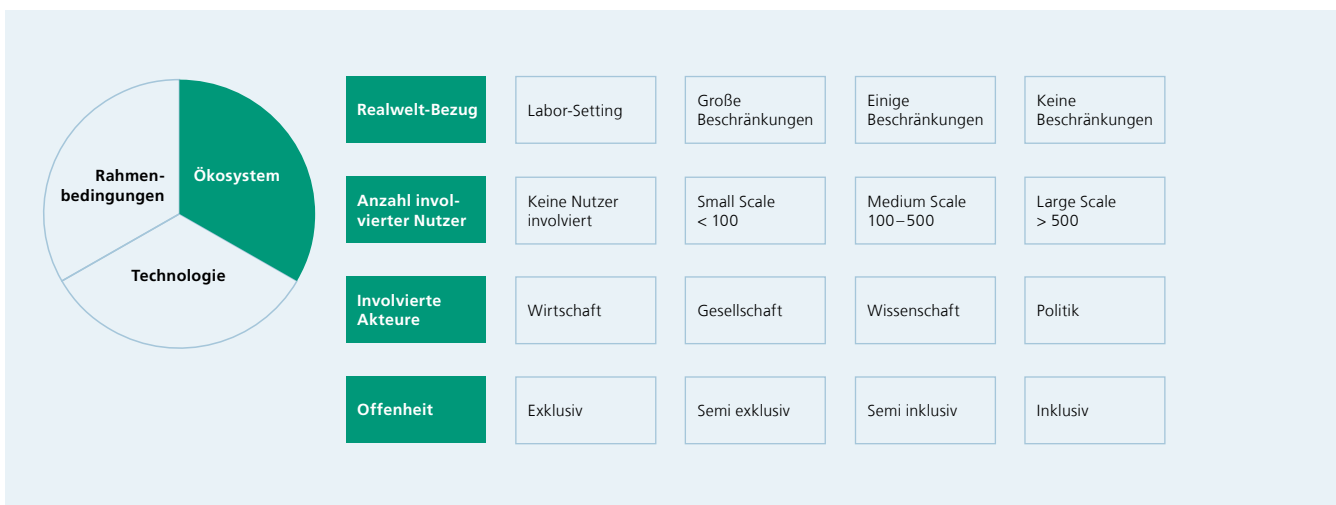 Rahmen-
bedingungen
Ökosystem
Technologie
Realwelt-Bezug
Labor-Setting
Große
Beschränkungen
Einige
Beschränkungen
Keine
Beschränkungen
Anzahl invol-
vierter Nutzer
Keine Nutzer
involviert
Small Scale
< 100
Medium Scale
100–500
Large Scale
> 500
Involvierte
Akteure
Wirtschaft
Gesellschaft
Wissenschaft
Politik
Offenheit
Exklusiv
Semi exklusiv
Semi inklusiv
Inklusiv